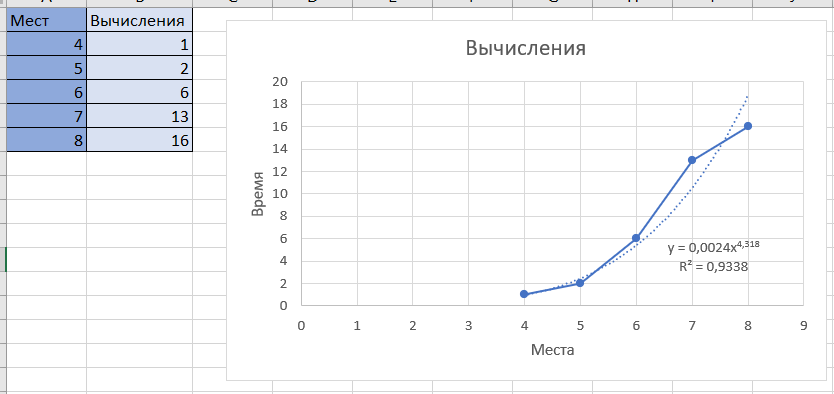 Мест Вычисления
4 1
5 2
6 6
7 13
8 16
Вычисления
20
18
16
14
12
10
8
6
4
2
0
Время
y = 0,0024x^4,318
R² = 0,9338
0 1 2 3 4 5 6 7 8 9
Места